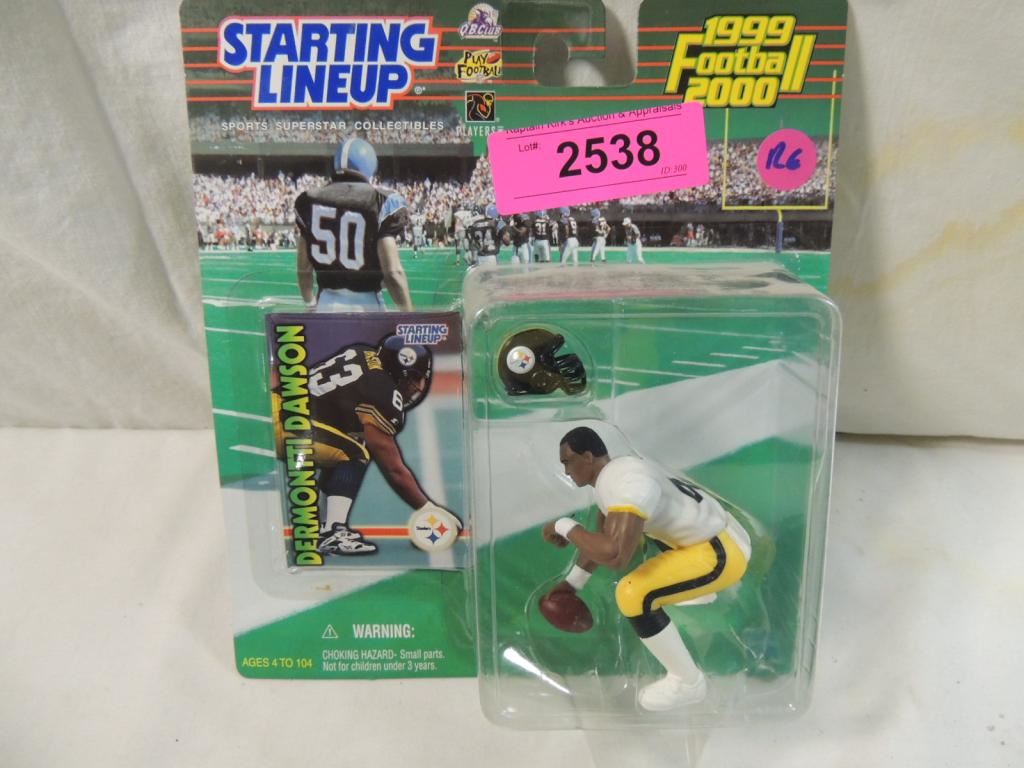 STARTING
LINEUP
SPORTS SUPERSTAR COLLECTIBLES
Q.B.CLUB
PLAY
FOOTBALL
PLAYERS
1999
Football
2000
Kaptain Kirk's Auction & Appraisals
Lot#: 2538
ID:300
RG
50
STARTING
LINEUP
DERMONTTI DAWSON
63
Steelers
WARNING:
CHOKING HAZARD- Small parts.
Not for children under 3 years.
AGES 4 TO 104